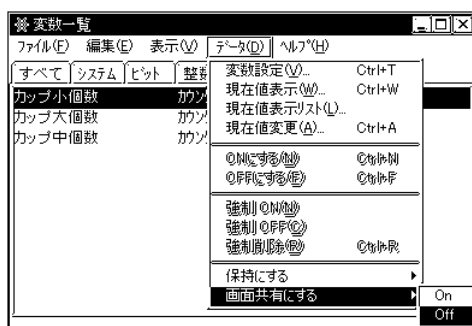 変数一覧
ファイル(F) 編集(E) 表示(V) データ(D) ヘルプ(H)
すべて システム ビット 整数
変数設定(V)... Ctrl+T
現在値表示(W)... Ctrl+W
現在値表示リスト(L)...
現在値変更(A)... Ctrl+A
ONにする(N) Ctrl+N
OFFにする(F) Ctrl+F
強制ON(N)
強制OFF(C)
強制削除(R) Ctrl+R
保持にする
画面共有にする
On
Off
カップ小個数 カウン
カップ大個数 カウン
カップ中個数 カウン